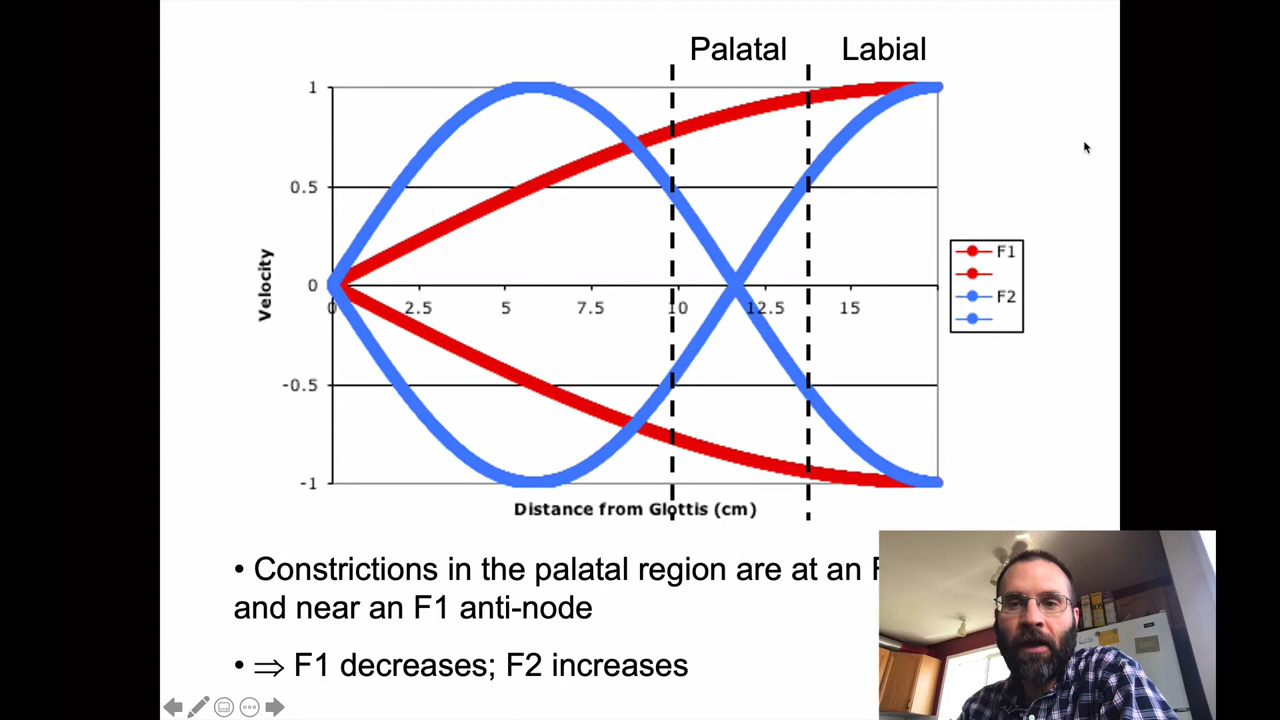 Palatal Labial
1
0.5
0
-0.5
-1
Velocity
0 2.5 5 7.5 10 12.5 15
Distance from Glottis (cm)
F1
F2
• Constrictions in the palatal region are at an
and near an F1 anti-node
• ⇒ F1 decreases; F2 increases